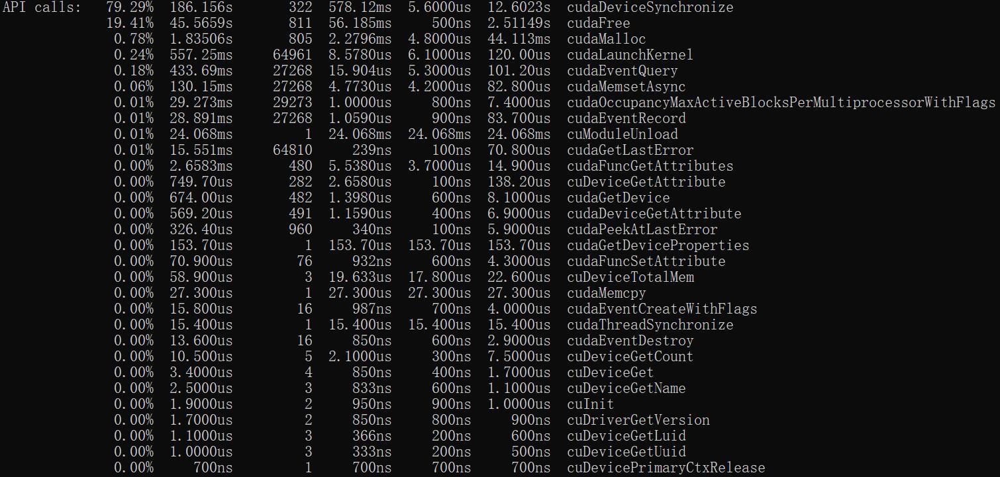 API calls: 79.29% 186.156s 322 578.12ms 5.6000us 12.6023s cudaDeviceSynchronize
19.41% 45.5659s 811 56.185ms 500ns 2.51149s cudaFree
0.78% 1.83506s 805 2.2796ms 4.8000us 44.113ms cudaMalloc
0.24% 557.25ms 64961 8.5780us 6.1000us 120.00us cudaLaunchKernel
0.18% 433.69ms 27268 15.904us 5.3000us 101.20us cudaEventQuery
0.06% 130.15ms 27268 4.7730us 4.2000us 82.800us cudaMemsetAsync
0.01% 29.273ms 29273 1.0000us 800ns 7.4000us cudaOccupancyMaxActiveBlocksPerMultiprocessorWithFlags
0.01% 28.891ms 27268 1.0590us 900ns 83.700us cudaEventRecord
0.01% 24.068ms 1 24.068ms 24.068ms 24.068ms cuModuleUnload
0.01% 15.551ms 64810 239ns 100ns 70.800us cudaGetLastError
0.00% 2.6583ms 480 5.5380us 3.7000us 14.900us cudaFuncGetAttributes
0.00% 749.70us 282 2.6580us 100ns 138.20us cuDeviceGetAttribute
0.00% 674.00us 482 1.3980us 600ns 8.1000us cudaGetDevice
0.00% 569.20us 491 1.1590us 400ns 6.9000us cudaDeviceGetAttribute
0.00% 326.40us 960 340ns 100ns 5.9000us cudaPeekAtLastError
0.00% 153.70us 1 153.70us 153.70us 153.70us cudaGetDeviceProperties
0.00% 70.900us 76 932ns 600ns 4.3000us cudaFuncSetAttribute
0.00% 58.900us 3 19.633us 17.800us 22.600us cuDeviceTotalMem
0.00% 27.300us 1 27.300us 27.300us 27.300us cudaMemcpy
0.00% 15.800us 16 987ns 700ns 4.0000us cudaEventCreateWithFlags
0.00% 15.400us 1 15.400us 15.400us 15.400us cudaThreadSynchronize
0.00% 13.600us 16 850ns 600ns 2.9000us cudaEventDestroy
0.00% 10.500us 5 2.1000us 300ns 7.5000us cuDeviceGetCount
0.00% 3.4000us 4 850ns 400ns 1.7000us cuDeviceGet
0.00% 2.5000us 3 833ns 600ns 1.1000us cuDeviceGetName
0.00% 1.9000us 2 950ns 900ns 1.0000us cuInit
0.00% 1.7000us 2 850ns 800ns 900ns cuDriverGetVersion
0.00% 1.1000us 3 366ns 200ns 600ns cuDeviceGetLuid
0.00% 1.0000us 3 333ns 200ns 500ns cuDeviceGetUuid
0.00% 700ns 1 700ns 700ns 700ns cuDevicePrimaryCtxRelease